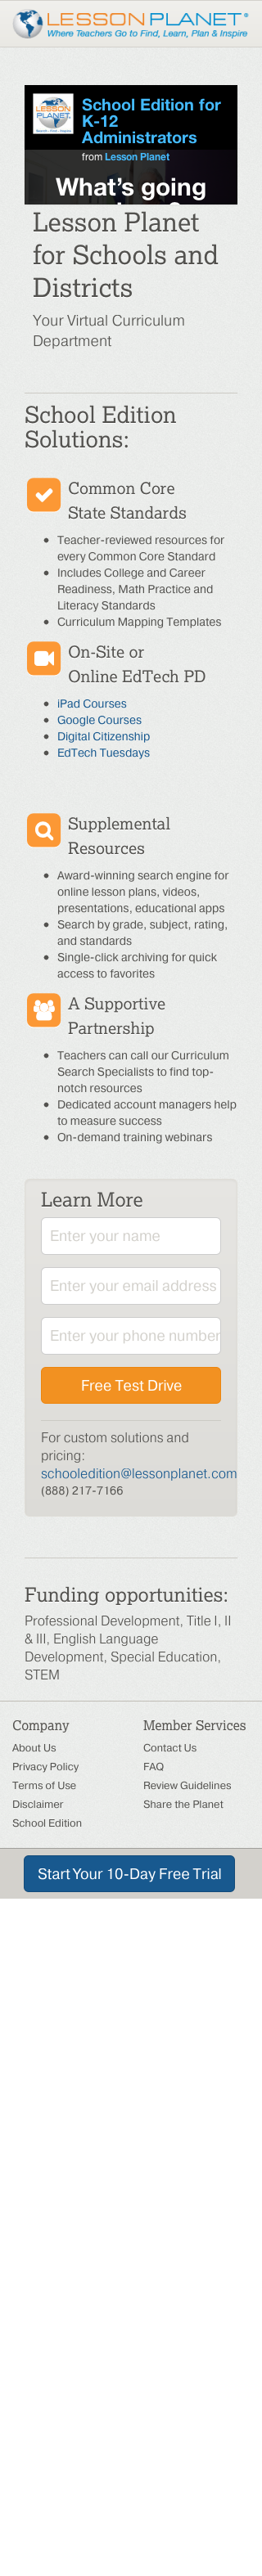 LESSON PLANET®
Where Teachers Go to Find, Learn, Plan & Inspire
LESSON
PLANET
School Edition for
K-12
Administrators
from Lesson Planet
What's going
Lesson Planet
for Schools and
Districts
Your Virtual Curriculum
Department
School Edition
Solutions:
Common Core
State Standards
Teacher-reviewed resources for
every Common Core Standard
Includes College and Career
Readiness, Math Practice and
Literacy Standards
Curriculum Mapping Templates
On-Site or
Online EdTech PD
iPad Courses
Google Courses
Digital Citizenship
EdTech Tuesdays
Supplemental
Resources
Award-winning search engine for
online lesson plans, videos,
presentations, educational apps
Search by grade, subject, rating,
and standards
Single-click archiving for quick
access to favorites
A Supportive
Partnership
Teachers can call our Curriculum
Search Specialists to find top-
notch resources
Dedicated account managers help
to measure success
On-demand training webinars
Learn More
Enter your name
Enter your email address
Enter your phone number
Free Test Drive
For custom solutions and
pricing:
schooledition@lessonplanet.com
(888) 217-7166
Funding opportunities:
Professional Development, Title I, II
& III, English Language
Development, Special Education,
STEM
Company
About Us
Privacy Policy
Terms of Use
Disclaimer
School Edition
Member Services
Contact Us
FAQ
Review Guidelines
Share the Planet
Start Your 10-Day Free Trial